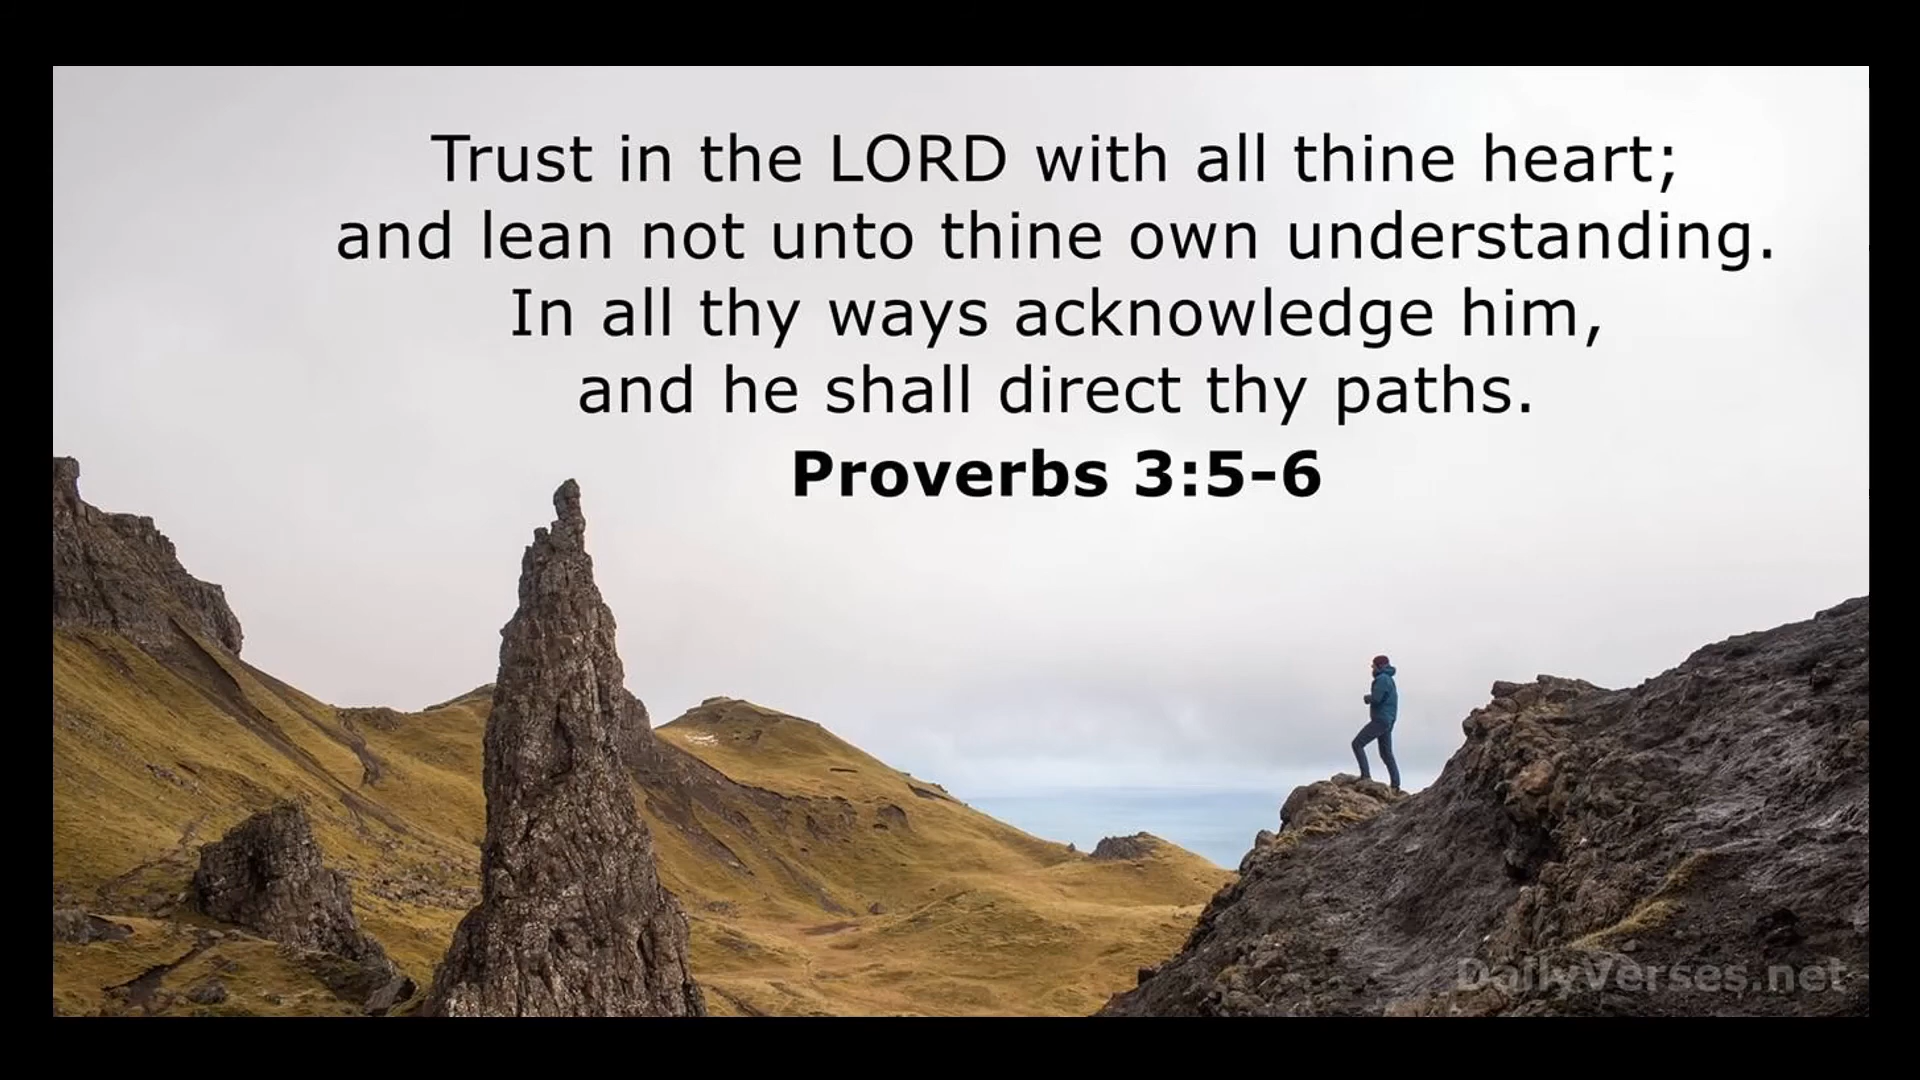 Trust in the LORD with all thine heart;
and lean not unto thine own understanding.
In all thy ways acknowledge him,
and he shall direct thy paths.
Proverbs 3:5-6
DailyVerses.net